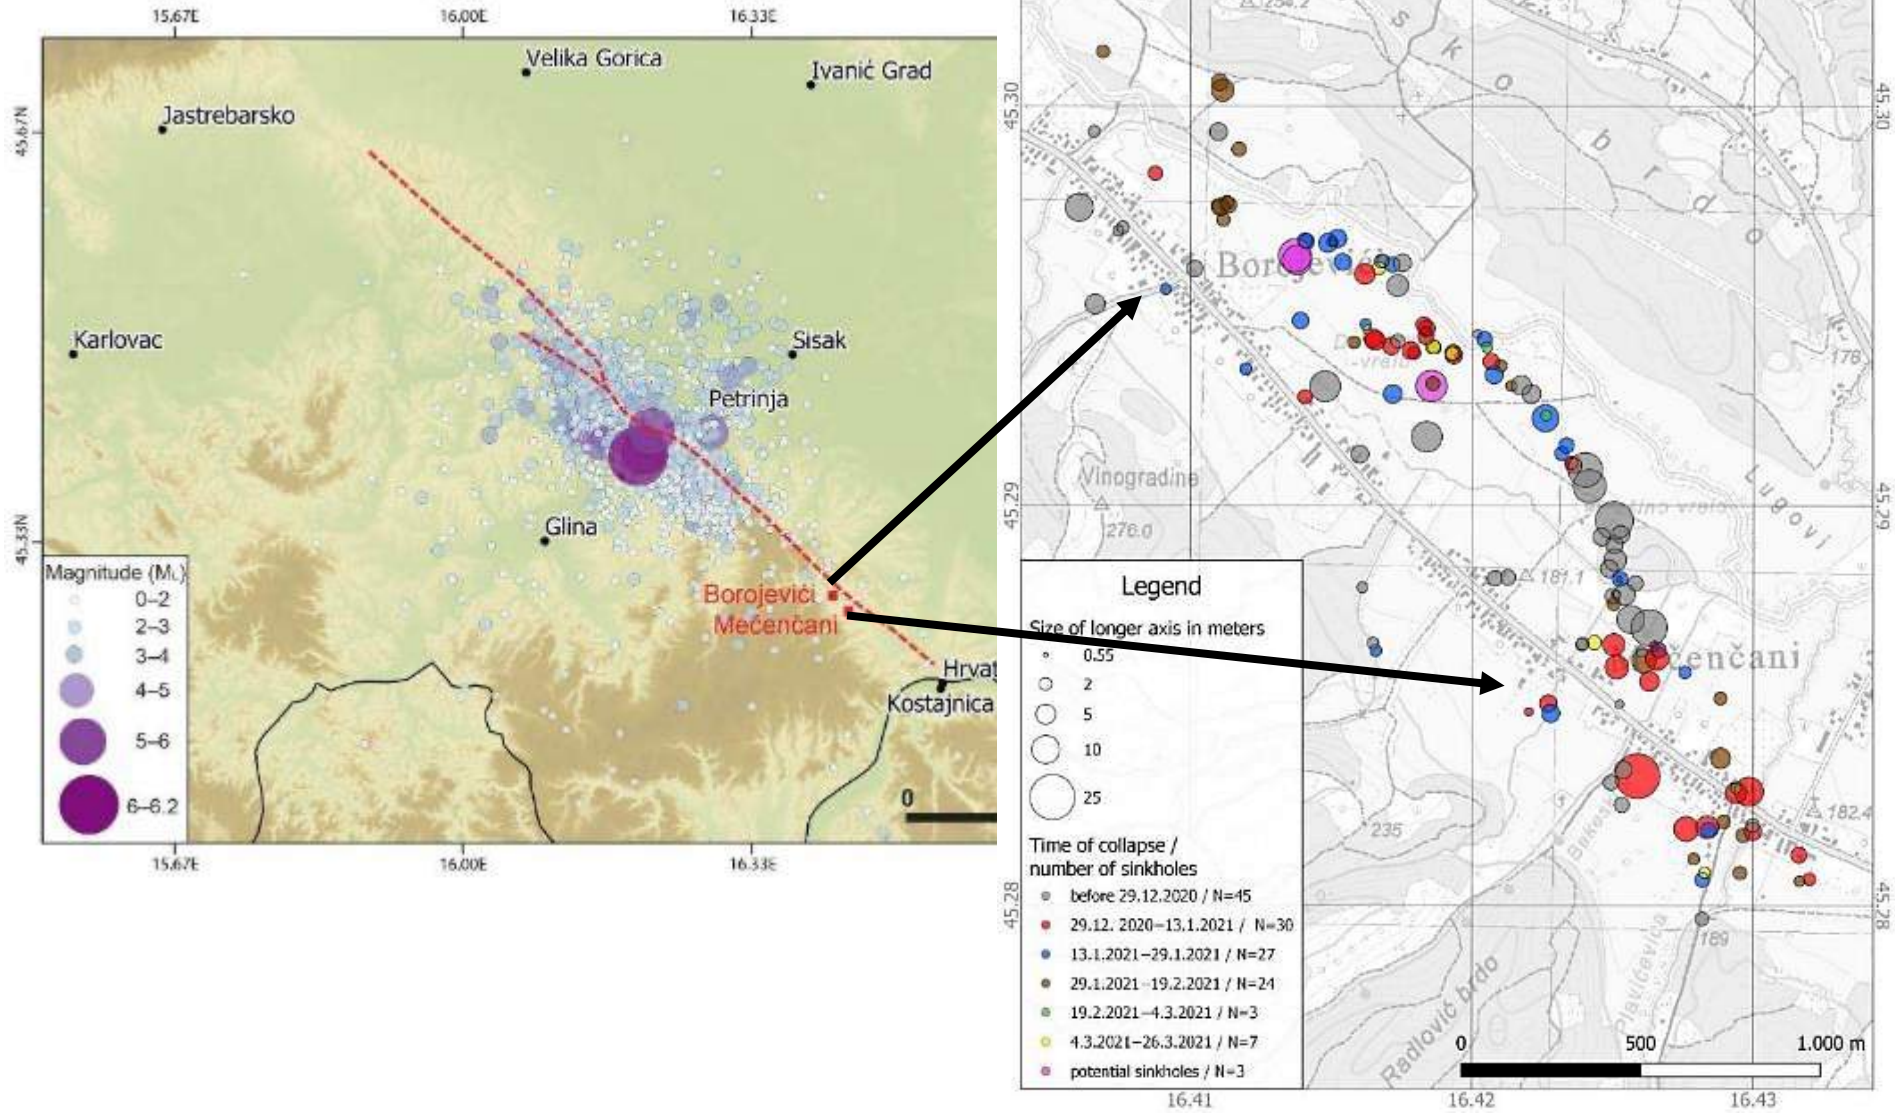 15.67E
16.00E
16.33E
Velika Gorica
Ivanić Grad
Jastrebarsko
45.67N
Karlovac
Sisak
Petrinja
Glina
45.33N
Magnitude (ML)
0–2
2–3
3–4
4–5
5–6
6–6.2
Borojevići
Mečenčani
Hrvat
Kostajnica
0
15.67E
16.00E
16.33E
254.2
s k o
b r d o
45.30
45.30
Borojevići
178
Vinogradine
276.0
45.29
45.29
Lugovi
181.1
Mečenčani
Legend
Size of longer axis in meters
0.55
2
5
10
25
Time of collapse /
number of sinkholes
before 29.12.2020 / N=45
29.12. 2020–13.1.2021 / N=30
13.1.2021–29.1.2021 / N=27
29.1.2021–19.2.2021 / N=24
19.2.2021–4.3.2021 / N=3
4.3.2021–26.3.2021 / N=7
potential sinkholes / N=3
235
182.4
45.28
45.28
189
Plavičevica
Radlović brdo
0
500
1.000 m
16.41
16.42
16.43